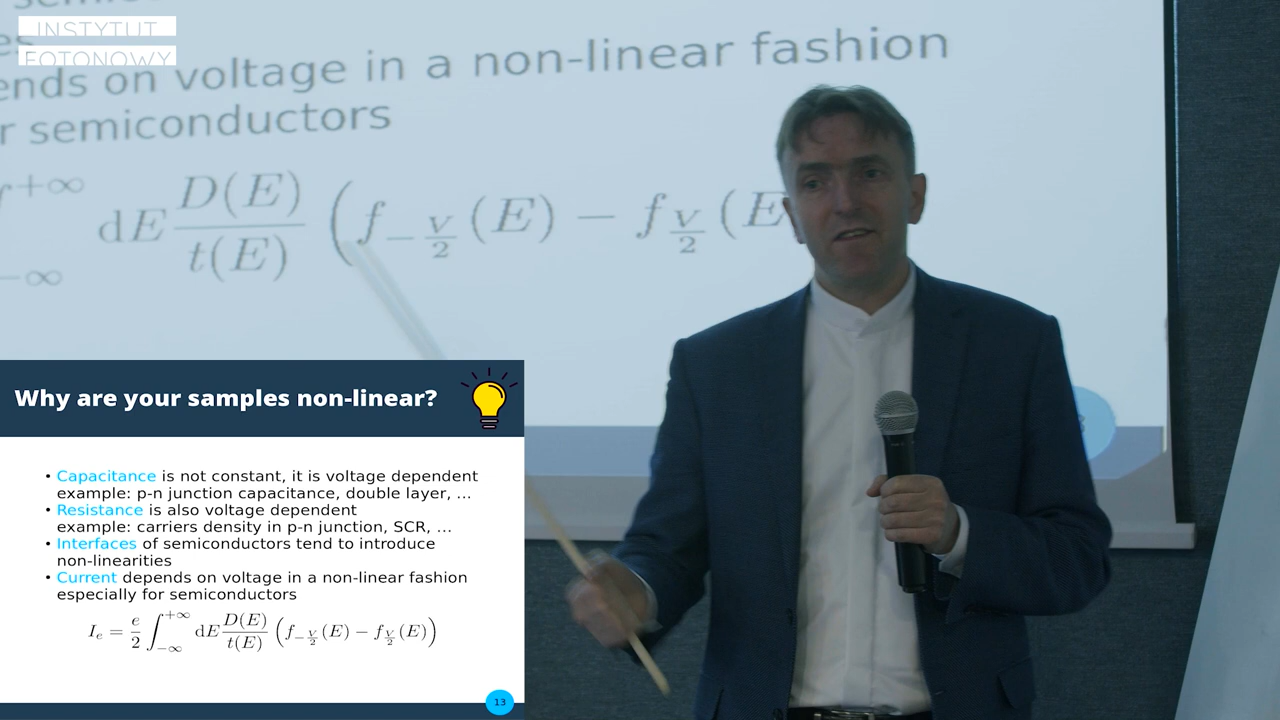 INSTYTUT
FOTONOWY
ends on voltage in a non-linear fashion
r semiconductors
+∞
−∞
dE D(E)/t(E) (f_{−V/2}(E) − f_{V/2}(E
Why are your samples non-linear?
• Capacitance is not constant, it is voltage dependent
example: p-n junction capacitance, double layer, ...
• Resistance is also voltage dependent
example: carriers density in p-n junction, SCR, ...
• Interfaces of semiconductors tend to introduce
non-linearities
• Current depends on voltage in a non-linear fashion
especially for semiconductors
I_e = e/2 ∫_{−∞}^{+∞} dE D(E)/t(E) (f_{−V/2}(E) − f_{V/2}(E))
13